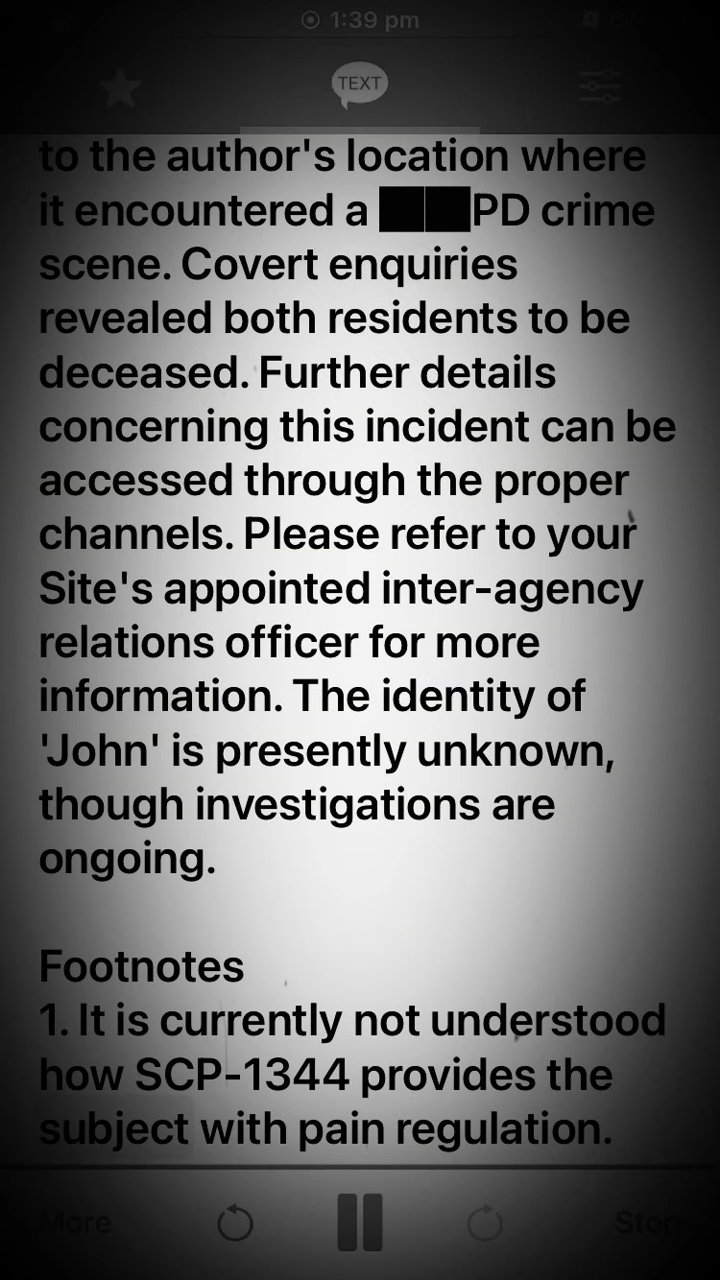 1:39 pm
TEXT
to the author's location where
it encountered a ██PD crime
scene. Covert enquiries
revealed both residents to be
deceased. Further details
concerning this incident can be
accessed through the proper
channels. Please refer to your
Site's appointed inter-agency
relations officer for more
information. The identity of
'John' is presently unknown,
though investigations are
ongoing.
Footnotes
1. It is currently not understood
how SCP-1344 provides the
subject with pain regulation.
More Stop